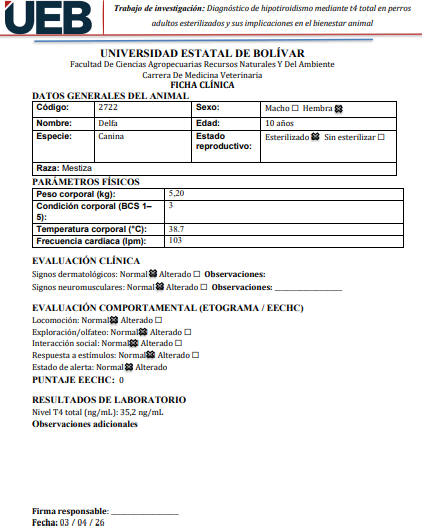 UEB
Trabajo de investigación: Diagnóstico de hipotiroidismo mediante t4 total en perros
adultos esterilizados y sus implicaciones en el bienestar animal
UNIVERSIDAD ESTATAL DE BOLÍVAR
Facultad De Ciencias Agropecuarias Recursos Naturales Y Del Ambiente
Carrera De Medicina Veterinaria
FICHA CLÍNICA
DATOS GENERALES DEL ANIMAL
Código: 2722 Sexo: Macho ☐ Hembra ☒
Nombre: Delfa Edad: 10 años
Especie: Canina Estado reproductivo: Esterilizado ☒ Sin esterilizar ☐
Raza: Mestiza
PARÁMETROS FÍSICOS
Peso corporal (kg): 5,20
Condición corporal (BCS 1–5): 3
Temperatura corporal (°C): 38.7
Frecuencia cardiaca (lpm): 103
EVALUACIÓN CLÍNICA
Signos dermatológicos: Normal ☒ Alterado ☐ Observaciones:
Signos neuromusculares: Normal ☒ Alterado ☐ Observaciones: ____________________
EVALUACIÓN COMPORTAMENTAL (ETOGRAMA / EECHC)
Locomoción: Normal ☒ Alterado ☐
Exploración/olfateo: Normal ☒ Alterado ☐
Interacción social: Normal ☒ Alterado ☐
Respuesta a estímulos: Normal ☒ Alterado ☐
Estado de alerta: Normal ☒ Alterado
PUNTAJE EECHC: 0
RESULTADOS DE LABORATORIO
Nivel T4 total (ng/mL): 35,2 ng/mL
Observaciones adicionales
Firma responsable: ____________________
Fecha: 03 / 04 / 26